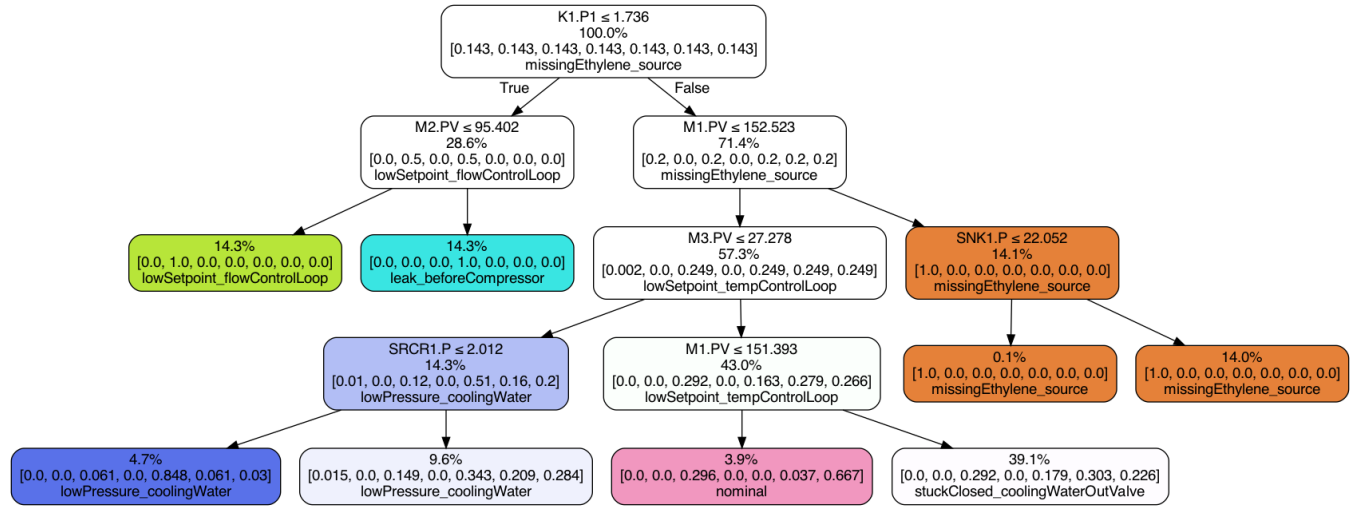 K1.P1 ≤ 1.736
100.0%
[0.143, 0.143, 0.143, 0.143, 0.143, 0.143, 0.143]
missingEthylene_source
True
False
M2.PV ≤ 95.402
28.6%
[0.0, 0.5, 0.0, 0.5, 0.0, 0.0, 0.0]
lowSetpoint_flowControlLoop
M1.PV ≤ 152.523
71.4%
[0.2, 0.0, 0.2, 0.0, 0.2, 0.2, 0.2]
missingEthylene_source
14.3%
[0.0, 1.0, 0.0, 0.0, 0.0, 0.0, 0.0]
lowSetpoint_flowControlLoop
14.3%
[0.0, 0.0, 0.0, 1.0, 0.0, 0.0, 0.0]
leak_beforeCompressor
M3.PV ≤ 27.278
57.3%
[0.002, 0.0, 0.249, 0.0, 0.249, 0.249, 0.249]
lowSetpoint_tempControlLoop
SNK1.P ≤ 22.052
14.1%
[1.0, 0.0, 0.0, 0.0, 0.0, 0.0, 0.0]
missingEthylene_source
SRCR1.P ≤ 2.012
14.3%
[0.01, 0.0, 0.12, 0.0, 0.51, 0.16, 0.2]
lowPressure_coolingWater
M1.PV ≤ 151.393
43.0%
[0.0, 0.0, 0.292, 0.0, 0.163, 0.279, 0.266]
lowSetpoint_tempControlLoop
0.1%
[1.0, 0.0, 0.0, 0.0, 0.0, 0.0, 0.0]
missingEthylene_source
14.0%
[1.0, 0.0, 0.0, 0.0, 0.0, 0.0, 0.0]
missingEthylene_source
4.7%
[0.0, 0.0, 0.061, 0.0, 0.848, 0.061, 0.03]
lowPressure_coolingWater
9.6%
[0.015, 0.0, 0.149, 0.0, 0.343, 0.209, 0.284]
lowPressure_coolingWater
3.9%
[0.0, 0.0, 0.296, 0.0, 0.0, 0.037, 0.667]
nominal
39.1%
[0.0, 0.0, 0.292, 0.0, 0.179, 0.303, 0.226]
stuckClosed_coolingWaterOutValve